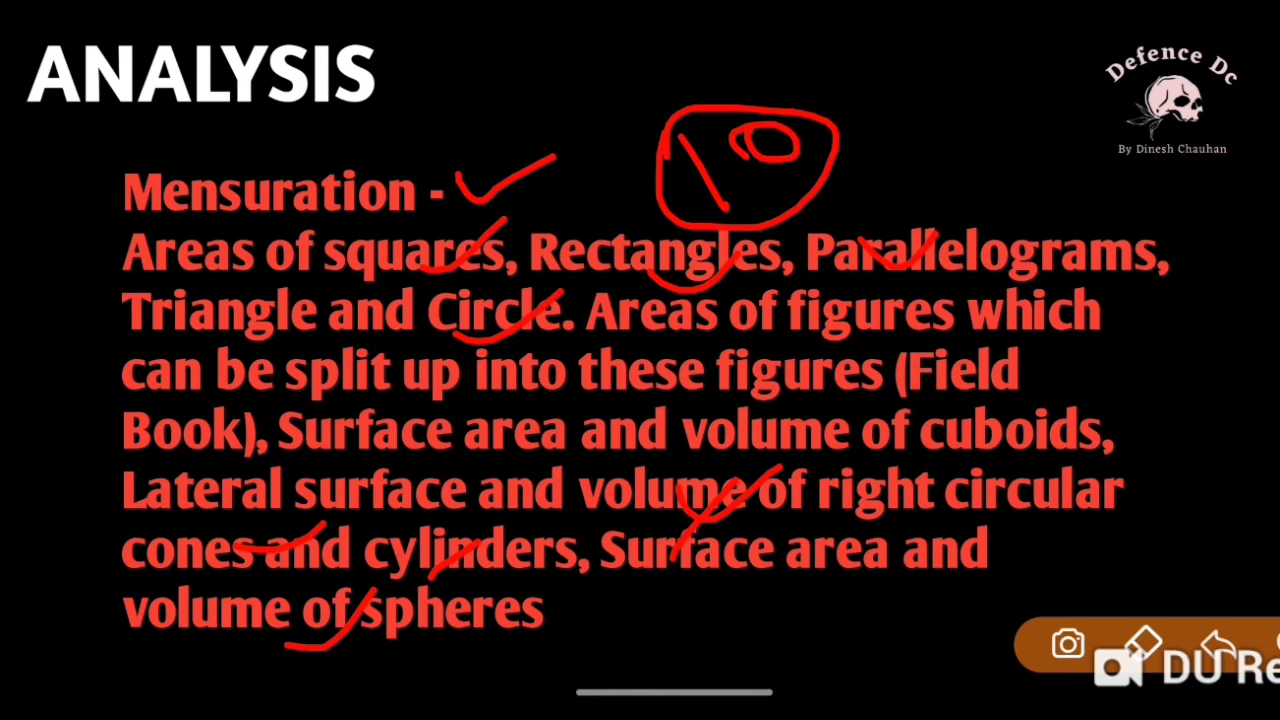 ANALYSIS
Defence Dc
By Dinesh Chauhan
Mensuration -
Areas of squares, Rectangles, Parallelograms,
Triangle and Circle. Areas of figures which
can be split up into these figures (Field
Book), Surface area and volume of cuboids,
Lateral surface and volume of right circular
cones and cylinders, Surface area and
volume of spheres
DU Re